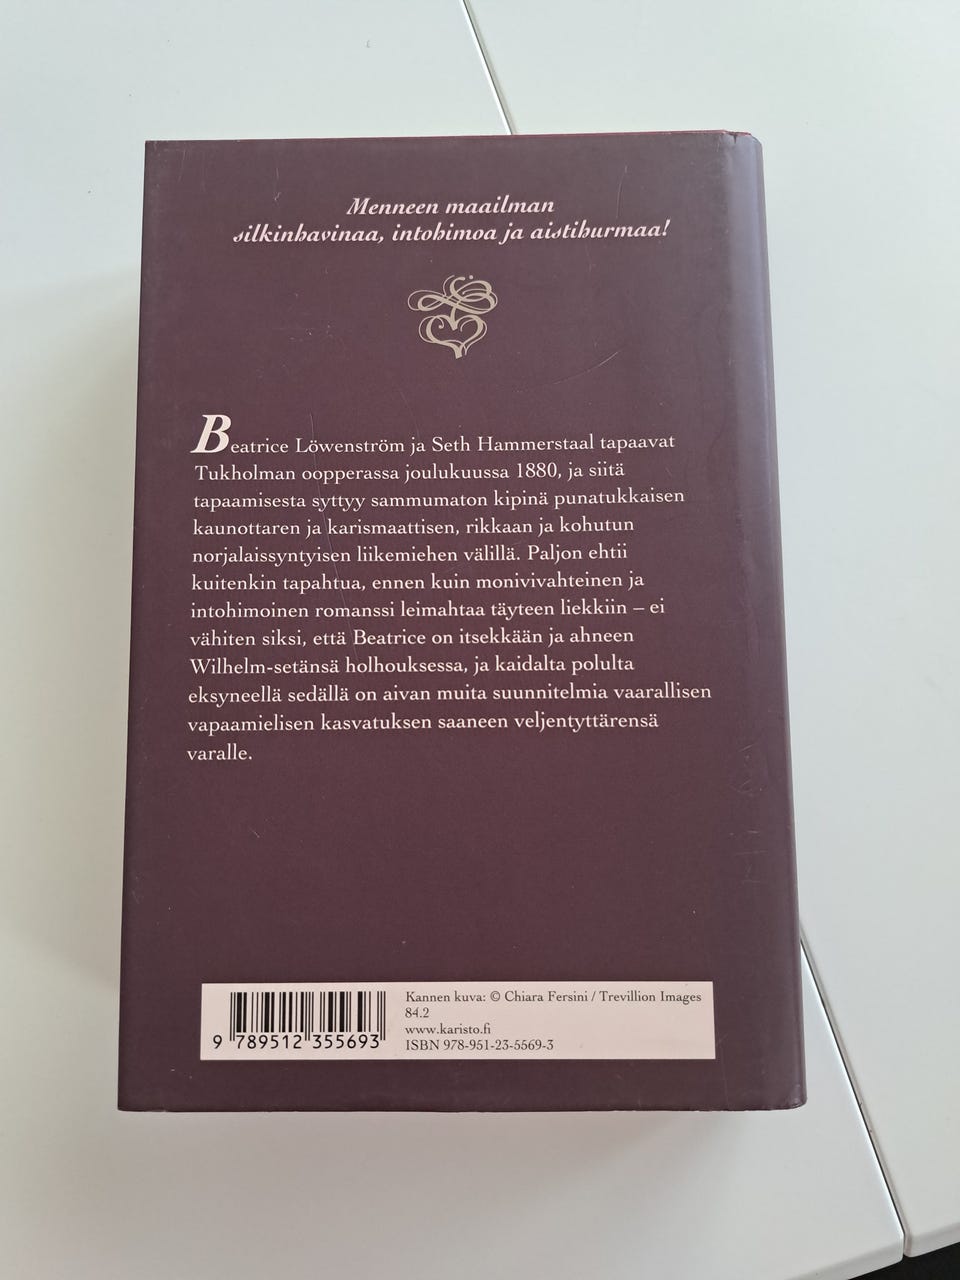 Menneen maailman
silkinhavinaa, intohimoa ja aistihurmaa!
Beatrice Löwenström ja Seth Hammerstaal tapaavat
Tukholman oopperassa joulukuussa 1880, ja siitä
tapaamisesta syttyy sammumaton kipinä punatukkaisen
kaunottaren ja karismaattisen, rikkaan ja kohutun
norjalaissyntyisen liikemiehen välillä. Paljon ehtii
kuitenkin tapahtua, ennen kuin monivivahteinen ja
intohimoinen romanssi leimahtaa täyteen liekkiin – ei
vähiten siksi, että Beatrice on itsekkään ja ahneen
Wilhelm-setänsä holhouksessa, ja kaidalta polulta
eksyneellä sedällä on aivan muita suunnitelmia vaarallisen
vapaamielisen kasvatuksen saaneen veljentyttärensä
varalle.
Kannen kuva: © Chiara Fersini / Trevillion Images
84.2
www.karisto.fi
ISBN 978-951-23-5569-3
9 789512 355693